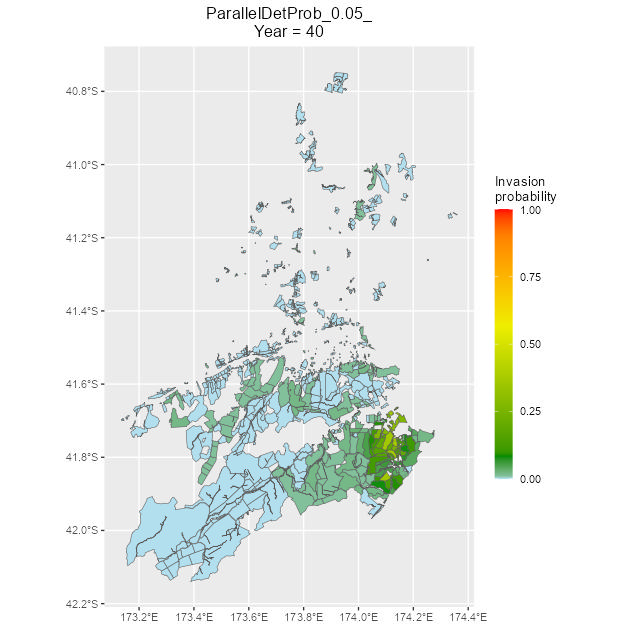 ParallelDetProb_0.05_
Year = 40
40.8°S
41.0°S
41.2°S
41.4°S
41.6°S
41.8°S
42.0°S
42.2°S
173.2°E 173.4°E 173.6°E 173.8°E 174.0°E 174.2°E 174.4°E
Invasion
probability
1.00
0.75
0.50
0.25
0.00